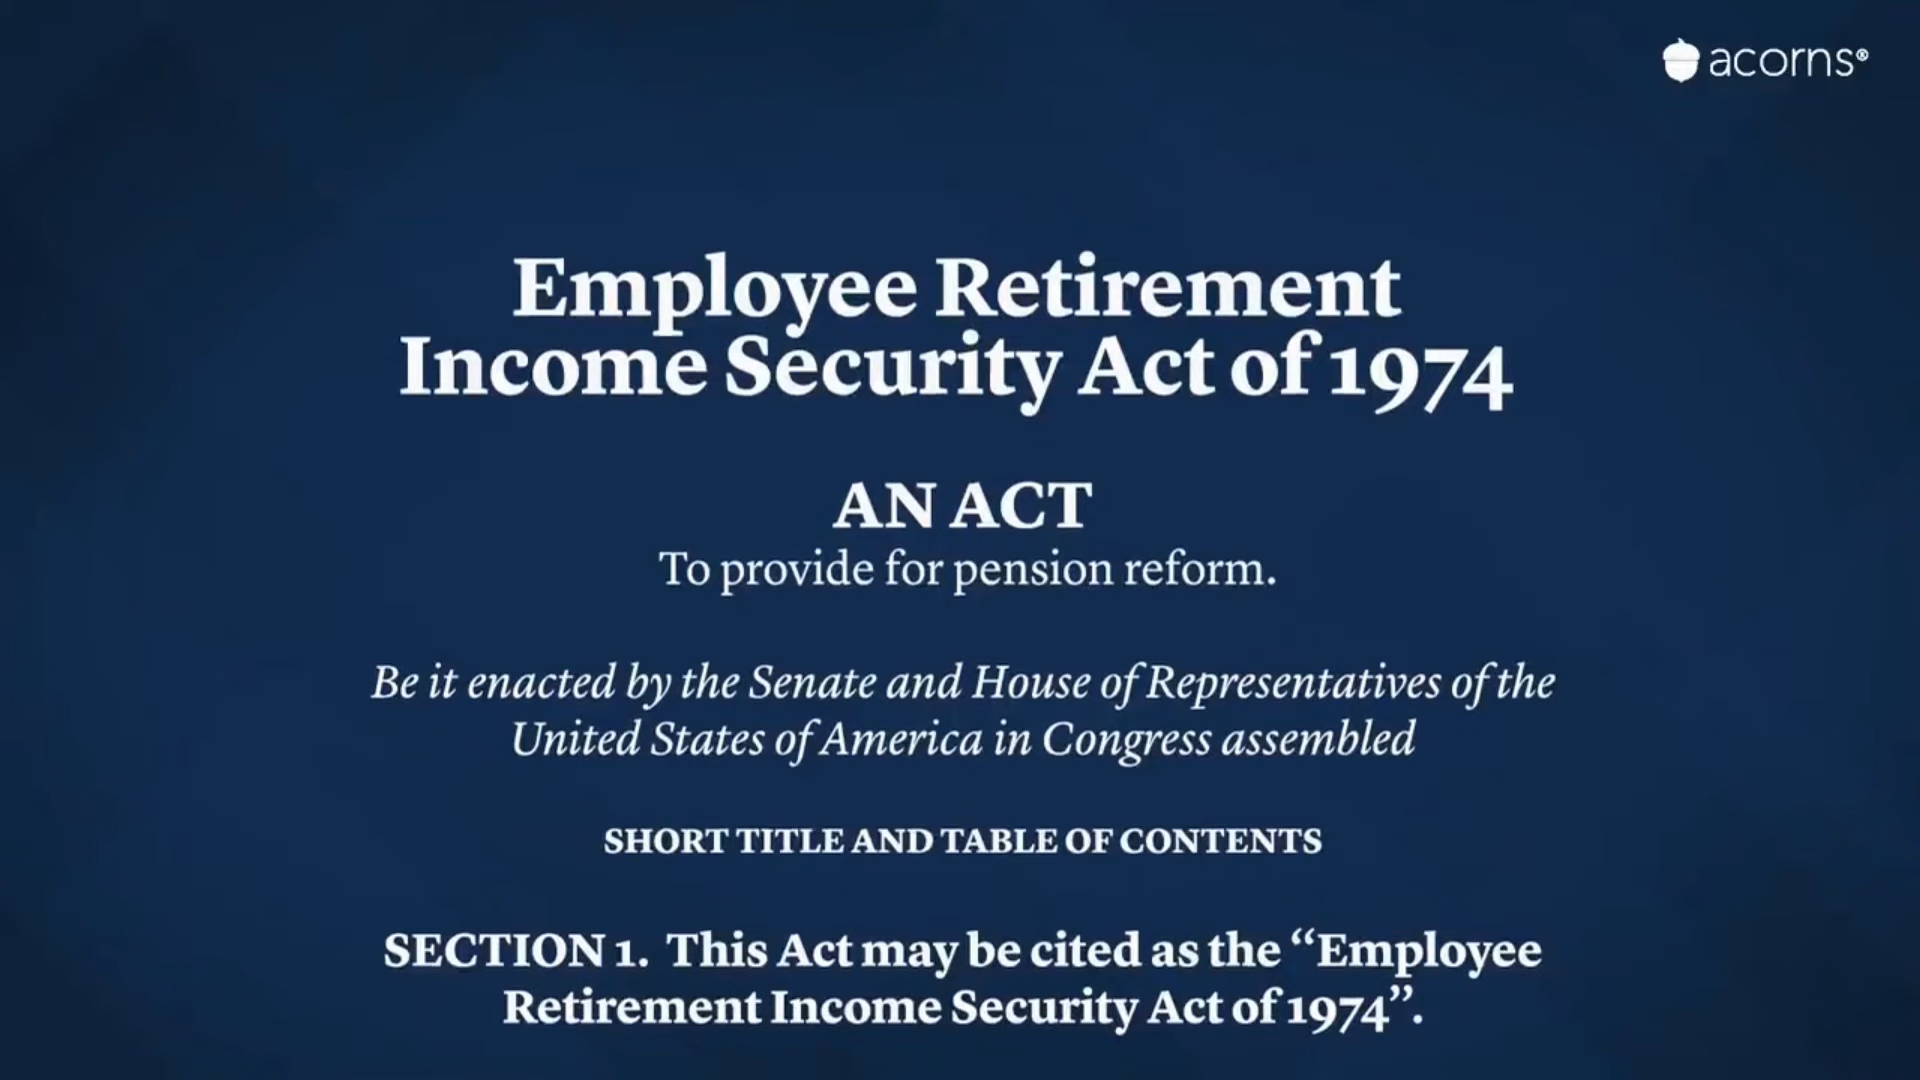 acorns®
Employee Retirement
Income Security Act of 1974
AN ACT
To provide for pension reform.
Be it enacted by the Senate and House of Representatives of the
United States of America in Congress assembled
SHORT TITLE AND TABLE OF CONTENTS
SECTION 1. This Act may be cited as the “Employee
Retirement Income Security Act of 1974”.